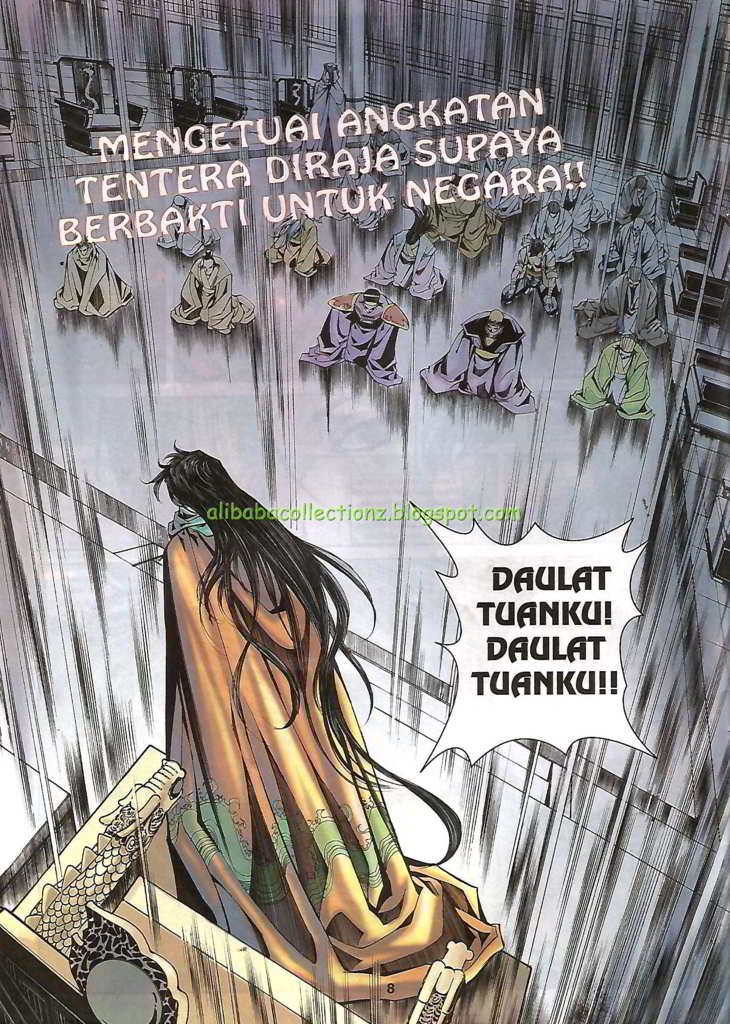 MENGETUAI ANGKATAN
TENTERA DIRAJA SUPAYA
BERBAKTI UNTUK NEGARA!!
alibabacollectionz.blogspot.com
DAULAT
TUANKU!
DAULAT
TUANKU!!
8